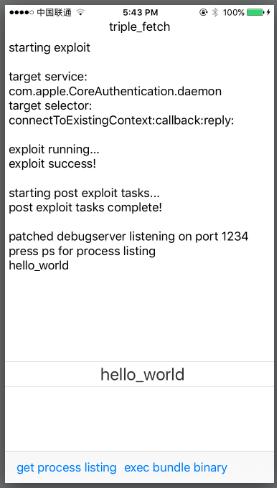 中国联通 5:43 PM 100%
triple_fetch
starting exploit
target service:
com.apple.CoreAuthentication.daemon
target selector:
connectToExistingContext:callback:reply:
exploit running...
exploit success!
starting post exploit tasks...
post exploit tasks complete!
patched debugserver listening on port 1234
press ps for process listing
hello_world
hello_world
get process listing exec bundle binary